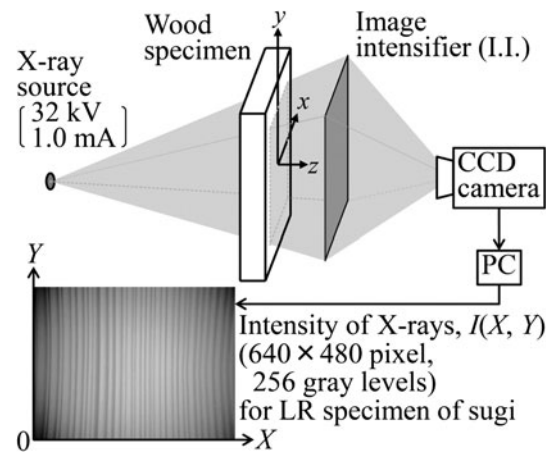 Wood
specimen
Image
intensifier (I.I.)
X-ray
source
32 kV
1.0 mA
y
x
z
CCD
camera
PC
Y
0
X
Intensity of X-rays, I(X, Y)
(640 × 480 pixel,
256 gray levels)
for LR specimen of sugi